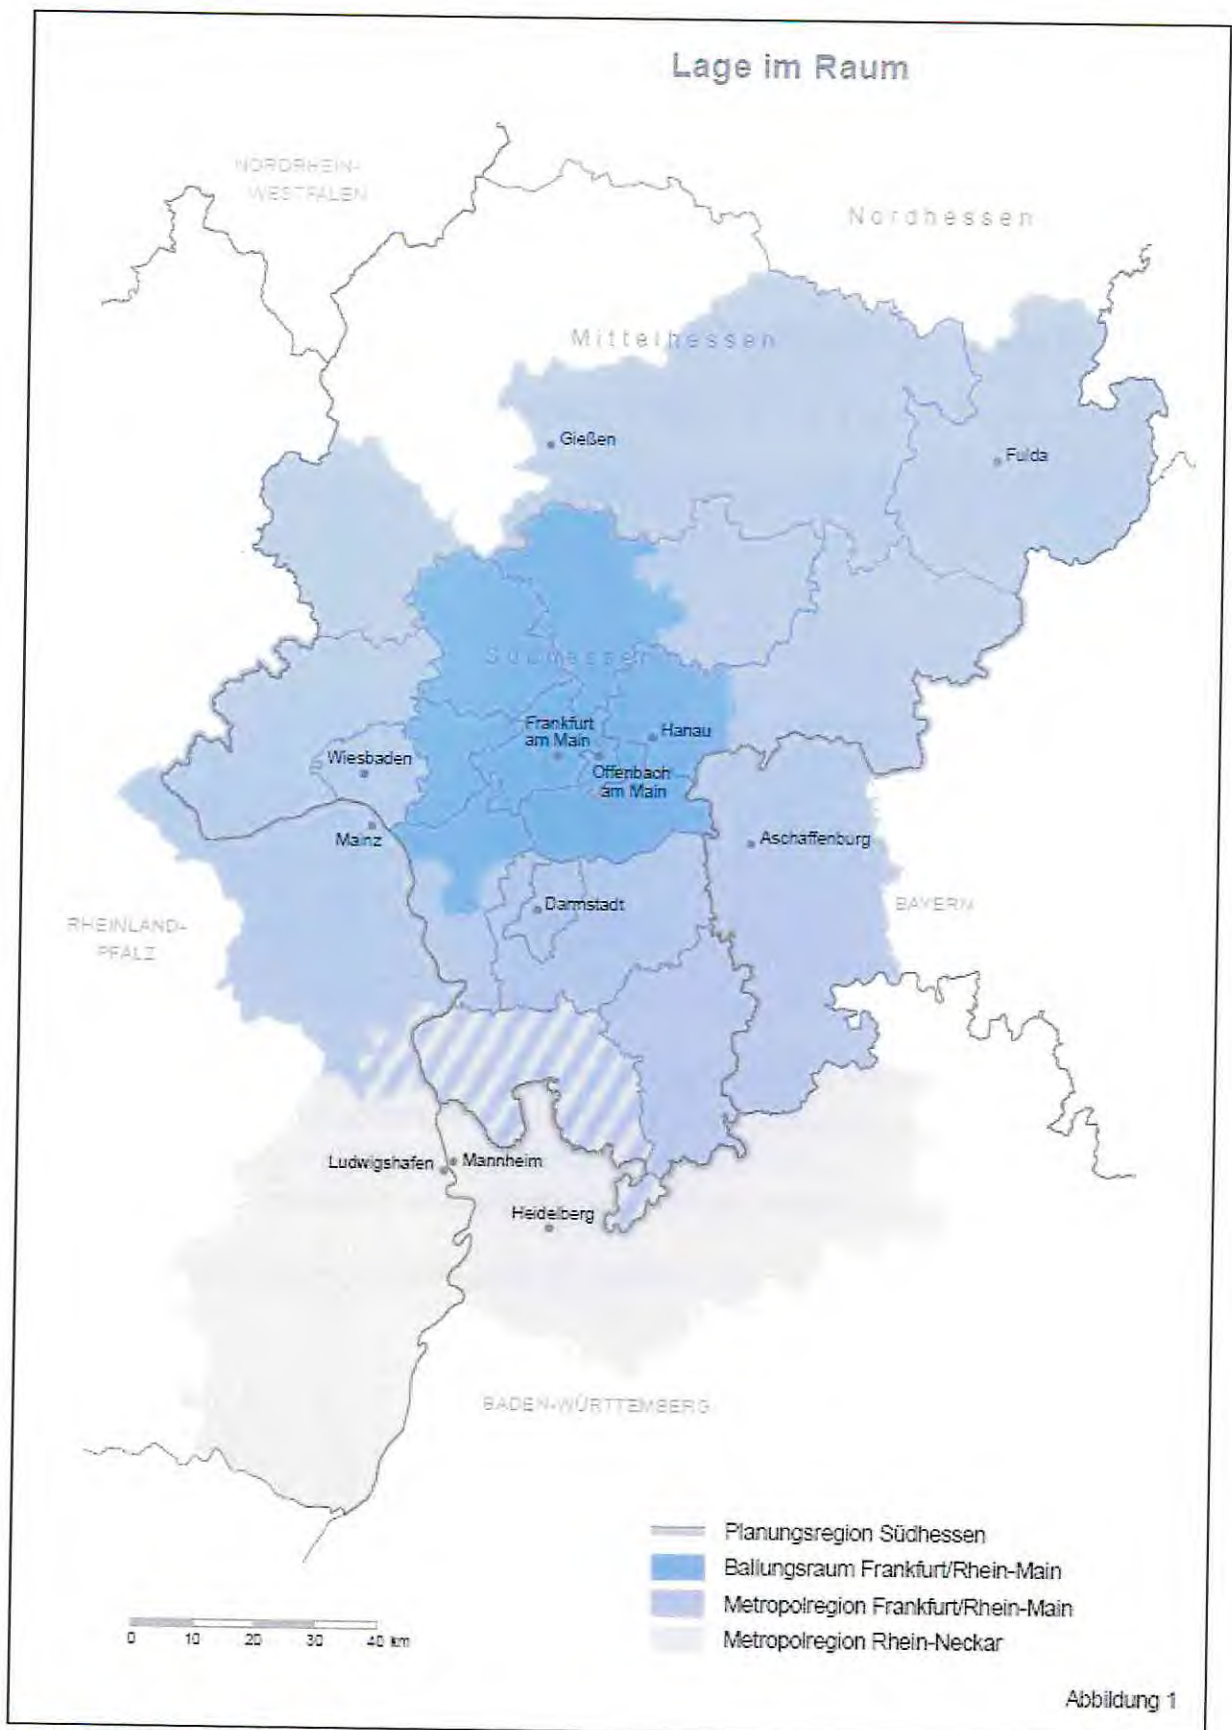 Lage im Raum
NORDRHEIN-
WESTFALEN
Nordhessen
Mittelhessen
Gießen
Fulda
Südhessen
Frankfurt
am Main
Hanau
Wiesbaden
Offenbach
am Main
Mainz
Aschaffenburg
Darmstadt
BAYERN
RHEINLAND-
PFALZ
Ludwigshafen
Mannheim
Heidelberg
BADEN-WÜRTTEMBERG
Planungsregion Südhessen
Ballungsraum Frankfurt/Rhein-Main
Metropolregion Frankfurt/Rhein-Main
Metropolregion Rhein-Neckar
0 10 20 30 40 km
Abbildung 1